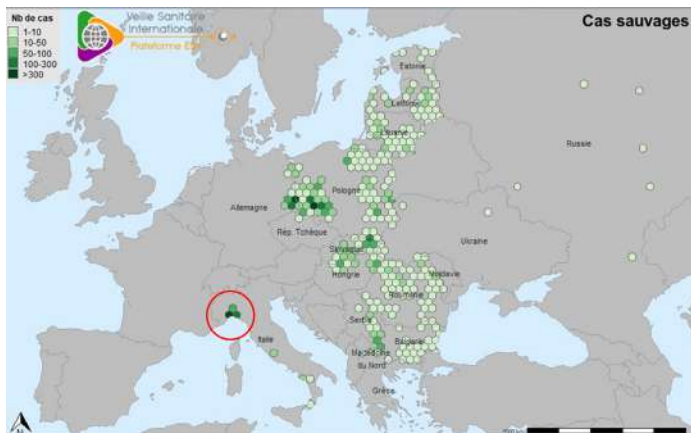 Nb de cas
1-10
10-50
50-100
100-300
>300
Veille Sanitaire
Internationale
Plateforme ESA
Cas sauvages
Estonie
Lettonie
Lituanie
Russie
Allemagne
Pologne
Rép. Tchèque
Ukraine
Slovaquie
Hongrie
Moldavie
Roumanie
Serbie
Italie
Bulgarie
Macédoine
du Nord
Grèce
N